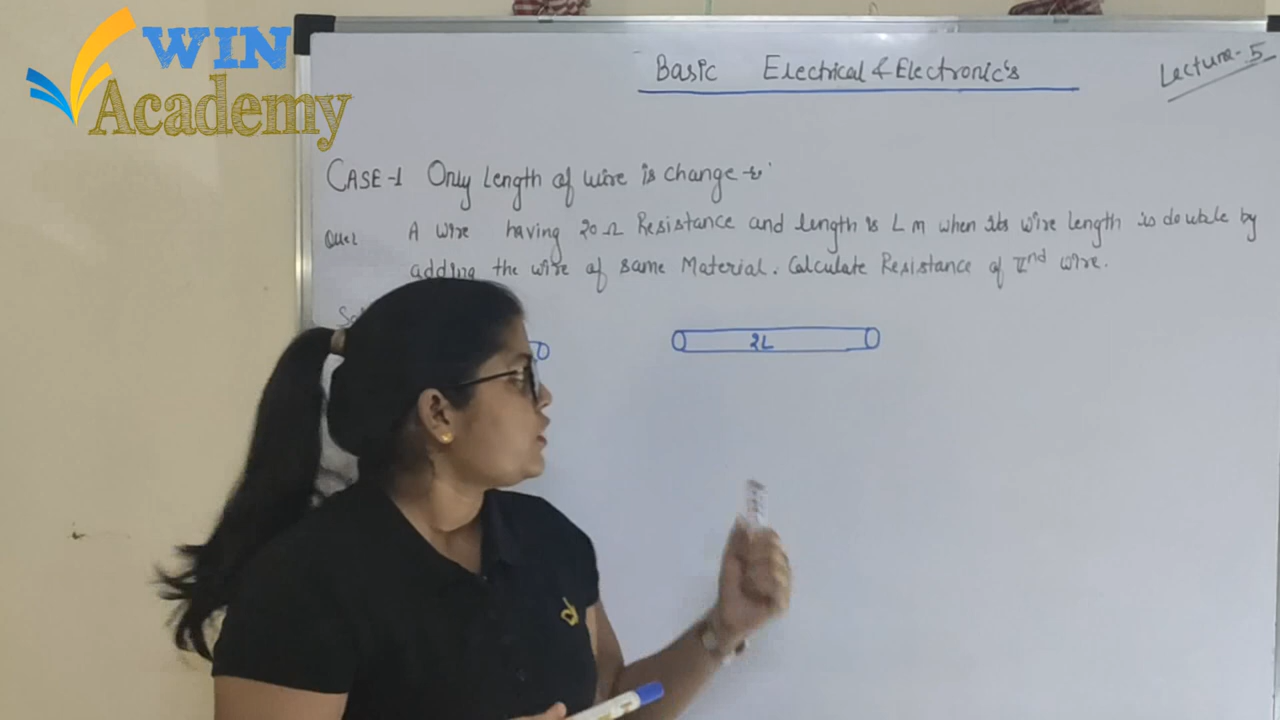 WIN
Academy
Basic Electrical & Electronic's
Lecture-5
CASE-1 Only Length of wire is change
A wire having 20Ω Resistance and length is L m when its wire length is double by
adding the wire of same Material. Calculate Resistance of IInd wire.
2L